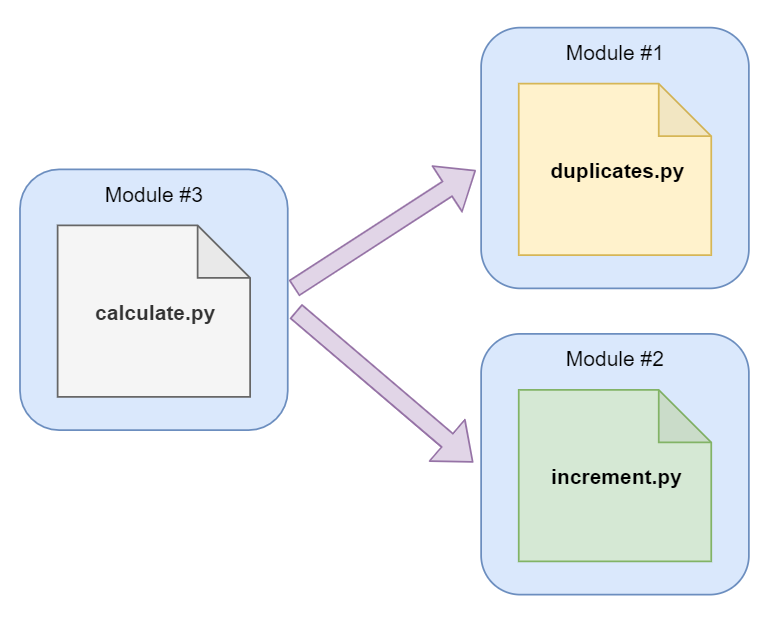 Module #1
duplicates.py
Module #3
calculate.py
Module #2
increment.py